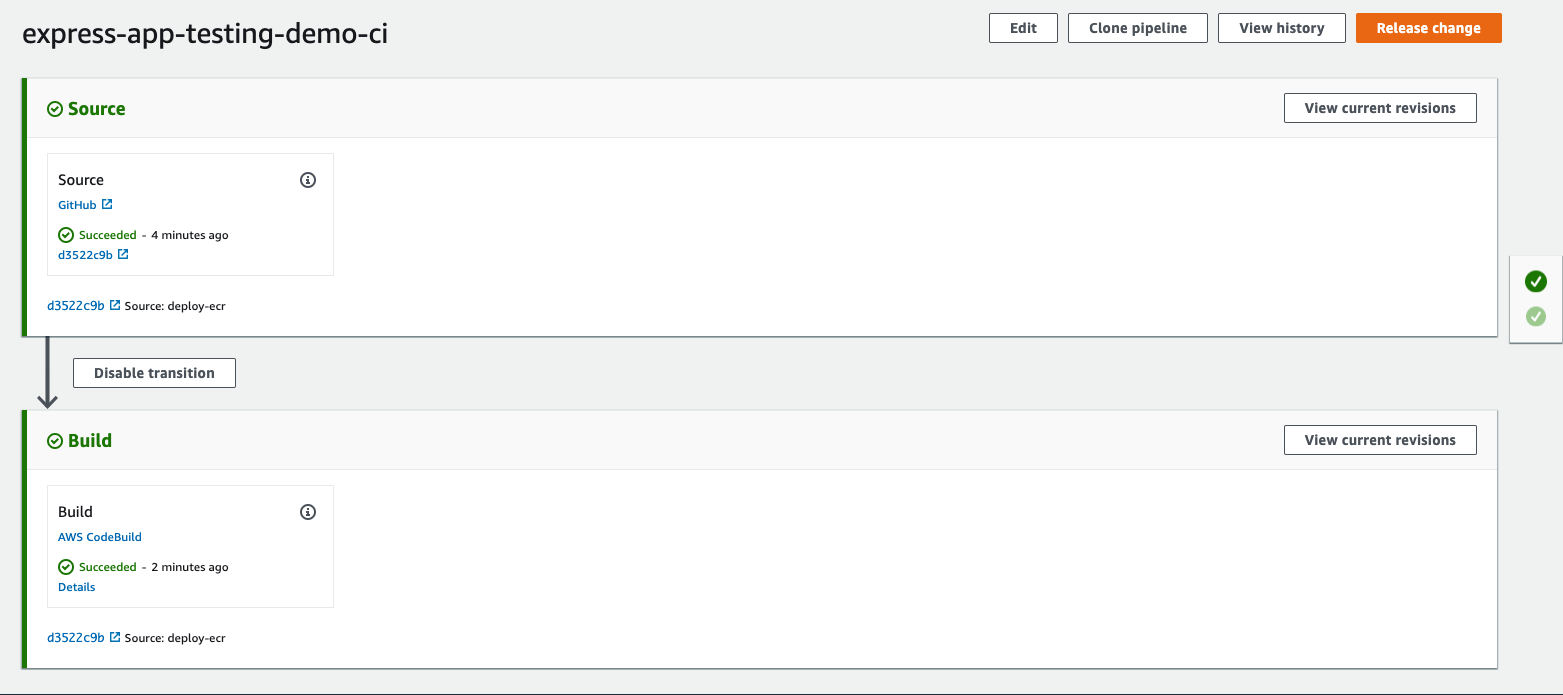 express-app-testing-demo-ci
Edit
Clone pipeline
View history
Release change
Source
View current revisions
Source
GitHub
Succeeded - 4 minutes ago
d3522c9b
d3522c9b Source: deploy-ecr
Disable transition
Build
View current revisions
Build
AWS CodeBuild
Succeeded - 2 minutes ago
Details
d3522c9b Source: deploy-ecr